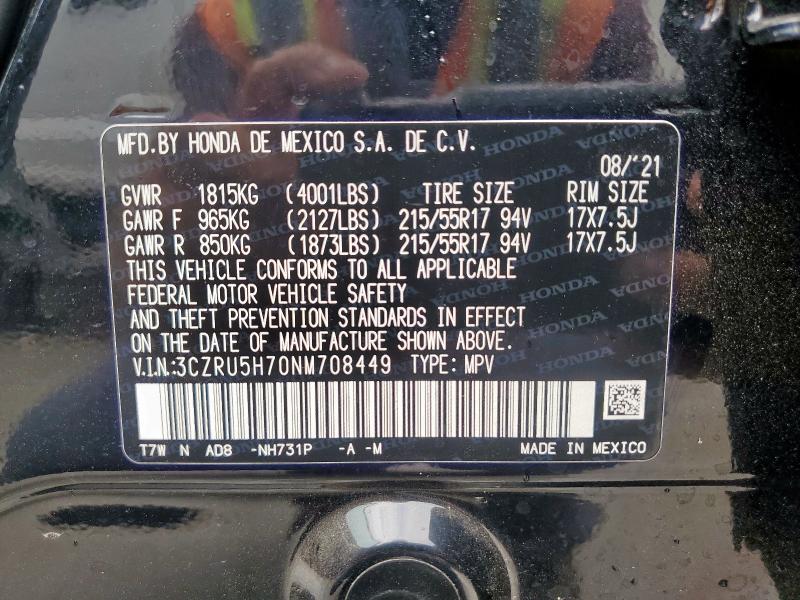 MFD.BY HONDA DE MEXICO S.A. DE C.V.
08/'21
GVWR 1815KG (4001LBS) TIRE SIZE RIM SIZE
GAWR F 965KG (2127LBS) 215/55R17 94V 17X7.5J
GAWR R 850KG (1873LBS) 215/55R17 94V 17X7.5J
THIS VEHICLE CONFORMS TO ALL APPLICABLE
FEDERAL MOTOR VEHICLE SAFETY
AND THEFT PREVENTION STANDARDS IN EFFECT
ON THE DATE OF MANUFACTURE SHOWN ABOVE.
V.I.N.:3CZRU5H70NM708449 TYPE: MPV
T7W N AD8 -NH731P -A -M MADE IN MEXICO